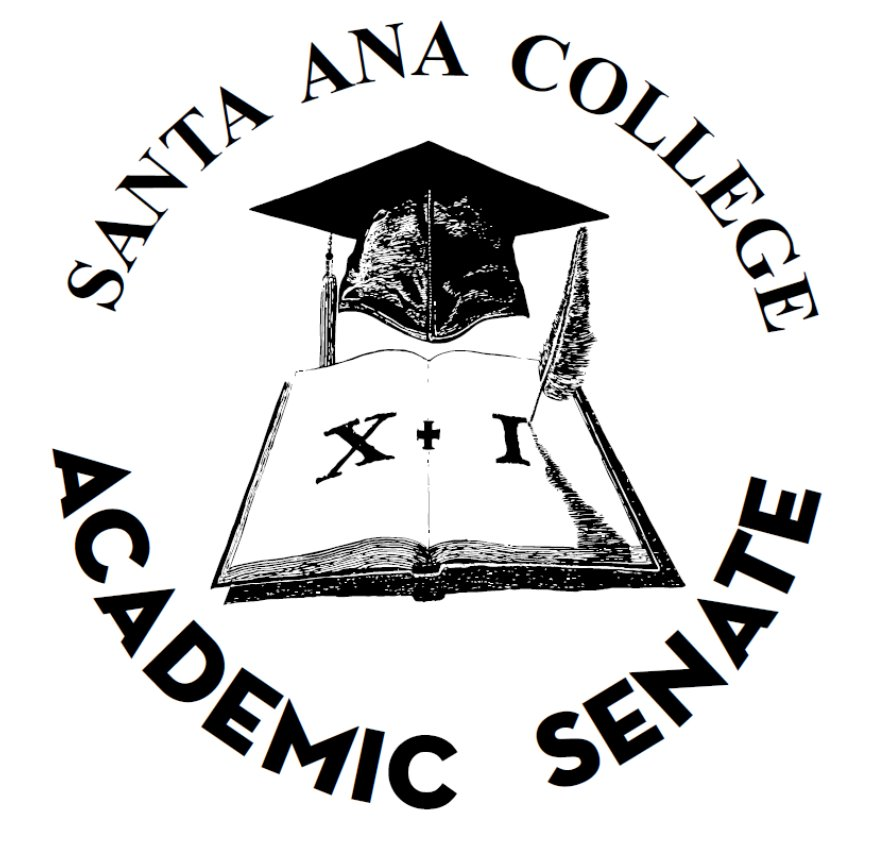 SANTA ANA COLLEGE
X + I
ACADEMIC SENATE